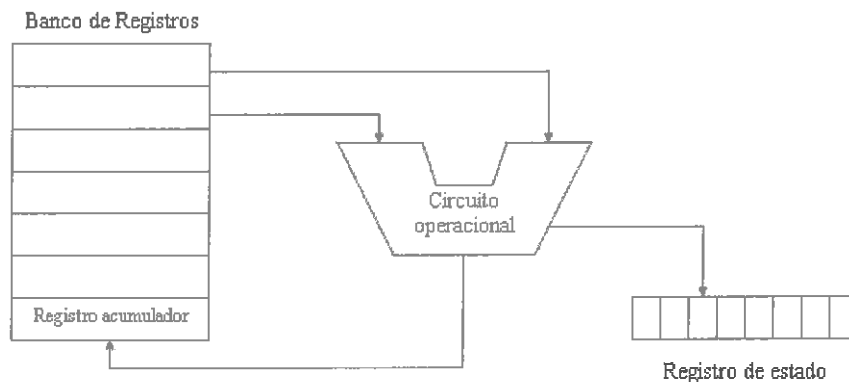 Banco de Registros
Circuito
operacional
Registro acumulador
Registro de estado